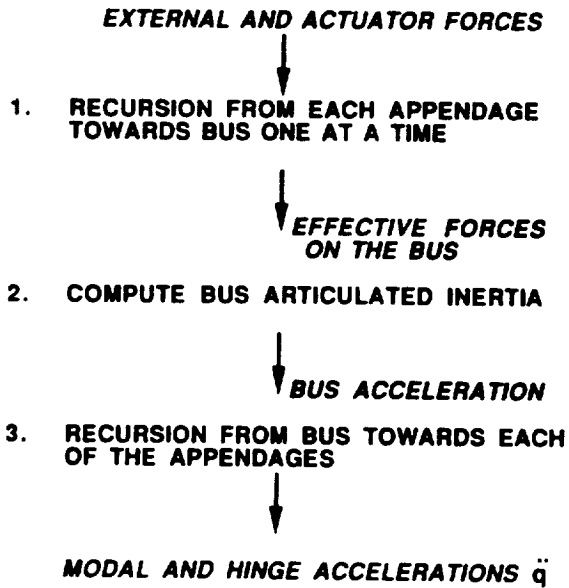 EXTERNAL AND ACTUATOR FORCES
1. RECURSION FROM EACH APPENDAGE
TOWARDS BUS ONE AT A TIME
EFFECTIVE FORCES
ON THE BUS
2. COMPUTE BUS ARTICULATED INERTIA
BUS ACCELERATION
3. RECURSION FROM BUS TOWARDS EACH
OF THE APPENDAGES
MODAL AND HINGE ACCELERATIONS q̈